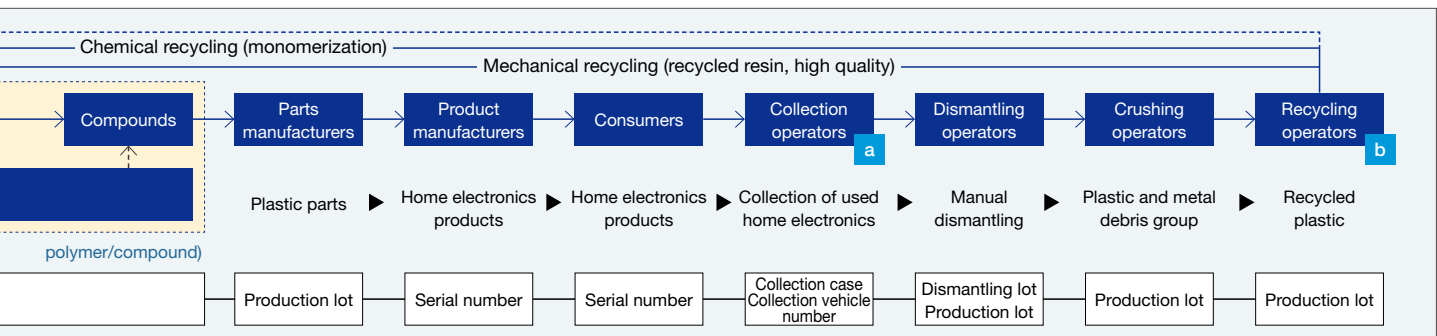 Chemical recycling (monomerization)
Mechanical recycling (recycled resin, high quality)
Compounds
Parts
manufacturers
Product
manufacturers
Consumers
Collection
operators
a
Dismantling
operators
Crushing
operators
Recycling
operators
b
Plastic parts
Home electronics
products
Home electronics
products
Collection of used
home electronics
Manual
dismantling
Plastic and metal
debris group
Recycled
plastic
polymer/compound)
Production lot
Serial number
Serial number
Collection case
Collection vehicle
number
Dismantling lot
Production lot
Production lot
Production lot